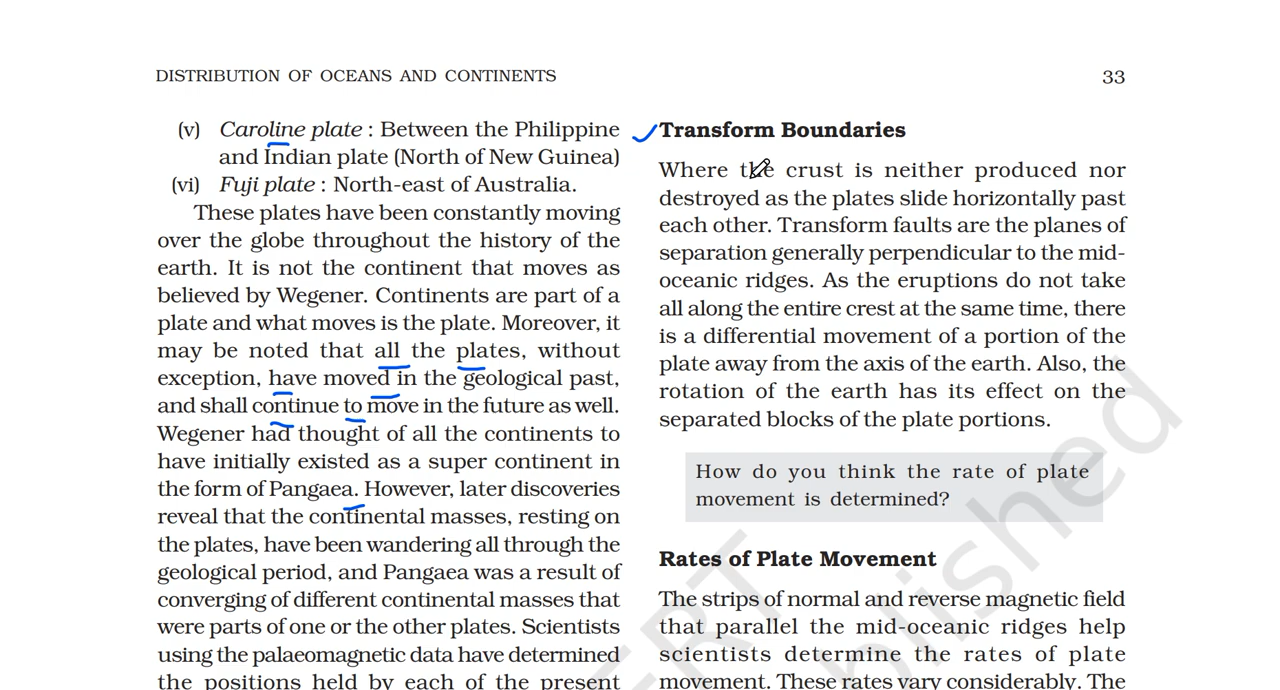 DISTRIBUTION OF OCEANS AND CONTINENTS 33
(v) Caroline plate : Between the Philippine
and Indian plate (North of New Guinea)
(vi) Fuji plate : North-east of Australia.
These plates have been constantly moving
over the globe throughout the history of the
earth. It is not the continent that moves as
believed by Wegener. Continents are part of a
plate and what moves is the plate. Moreover, it
may be noted that all the plates, without
exception, have moved in the geological past,
and shall continue to move in the future as well.
Wegener had thought of all the continents to
have initially existed as a super continent in
the form of Pangaea. However, later discoveries
reveal that the continental masses, resting on
the plates, have been wandering all through the
geological period, and Pangaea was a result of
converging of different continental masses that
were parts of one or the other plates. Scientists
using the palaeomagnetic data have determined
the positions held by each of the present
Transform Boundaries
Where the crust is neither produced nor
destroyed as the plates slide horizontally past
each other. Transform faults are the planes of
separation generally perpendicular to the mid-
oceanic ridges. As the eruptions do not take
all along the entire crest at the same time, there
is a differential movement of a portion of the
plate away from the axis of the earth. Also, the
rotation of the earth has its effect on the
separated blocks of the plate portions.
How do you think the rate of plate
movement is determined?
Rates of Plate Movement
The strips of normal and reverse magnetic field
that parallel the mid-oceanic ridges help
scientists determine the rates of plate
movement. These rates vary considerably. The